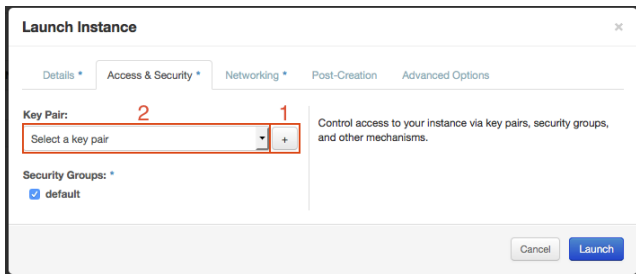 Launch Instance ×
Details * Access & Security * Networking * Post-Creation Advanced Options
Key Pair: 2 1
Select a key pair +
Control access to your instance via key pairs, security groups,
and other mechanisms.
Security Groups: *
default
Cancel Launch